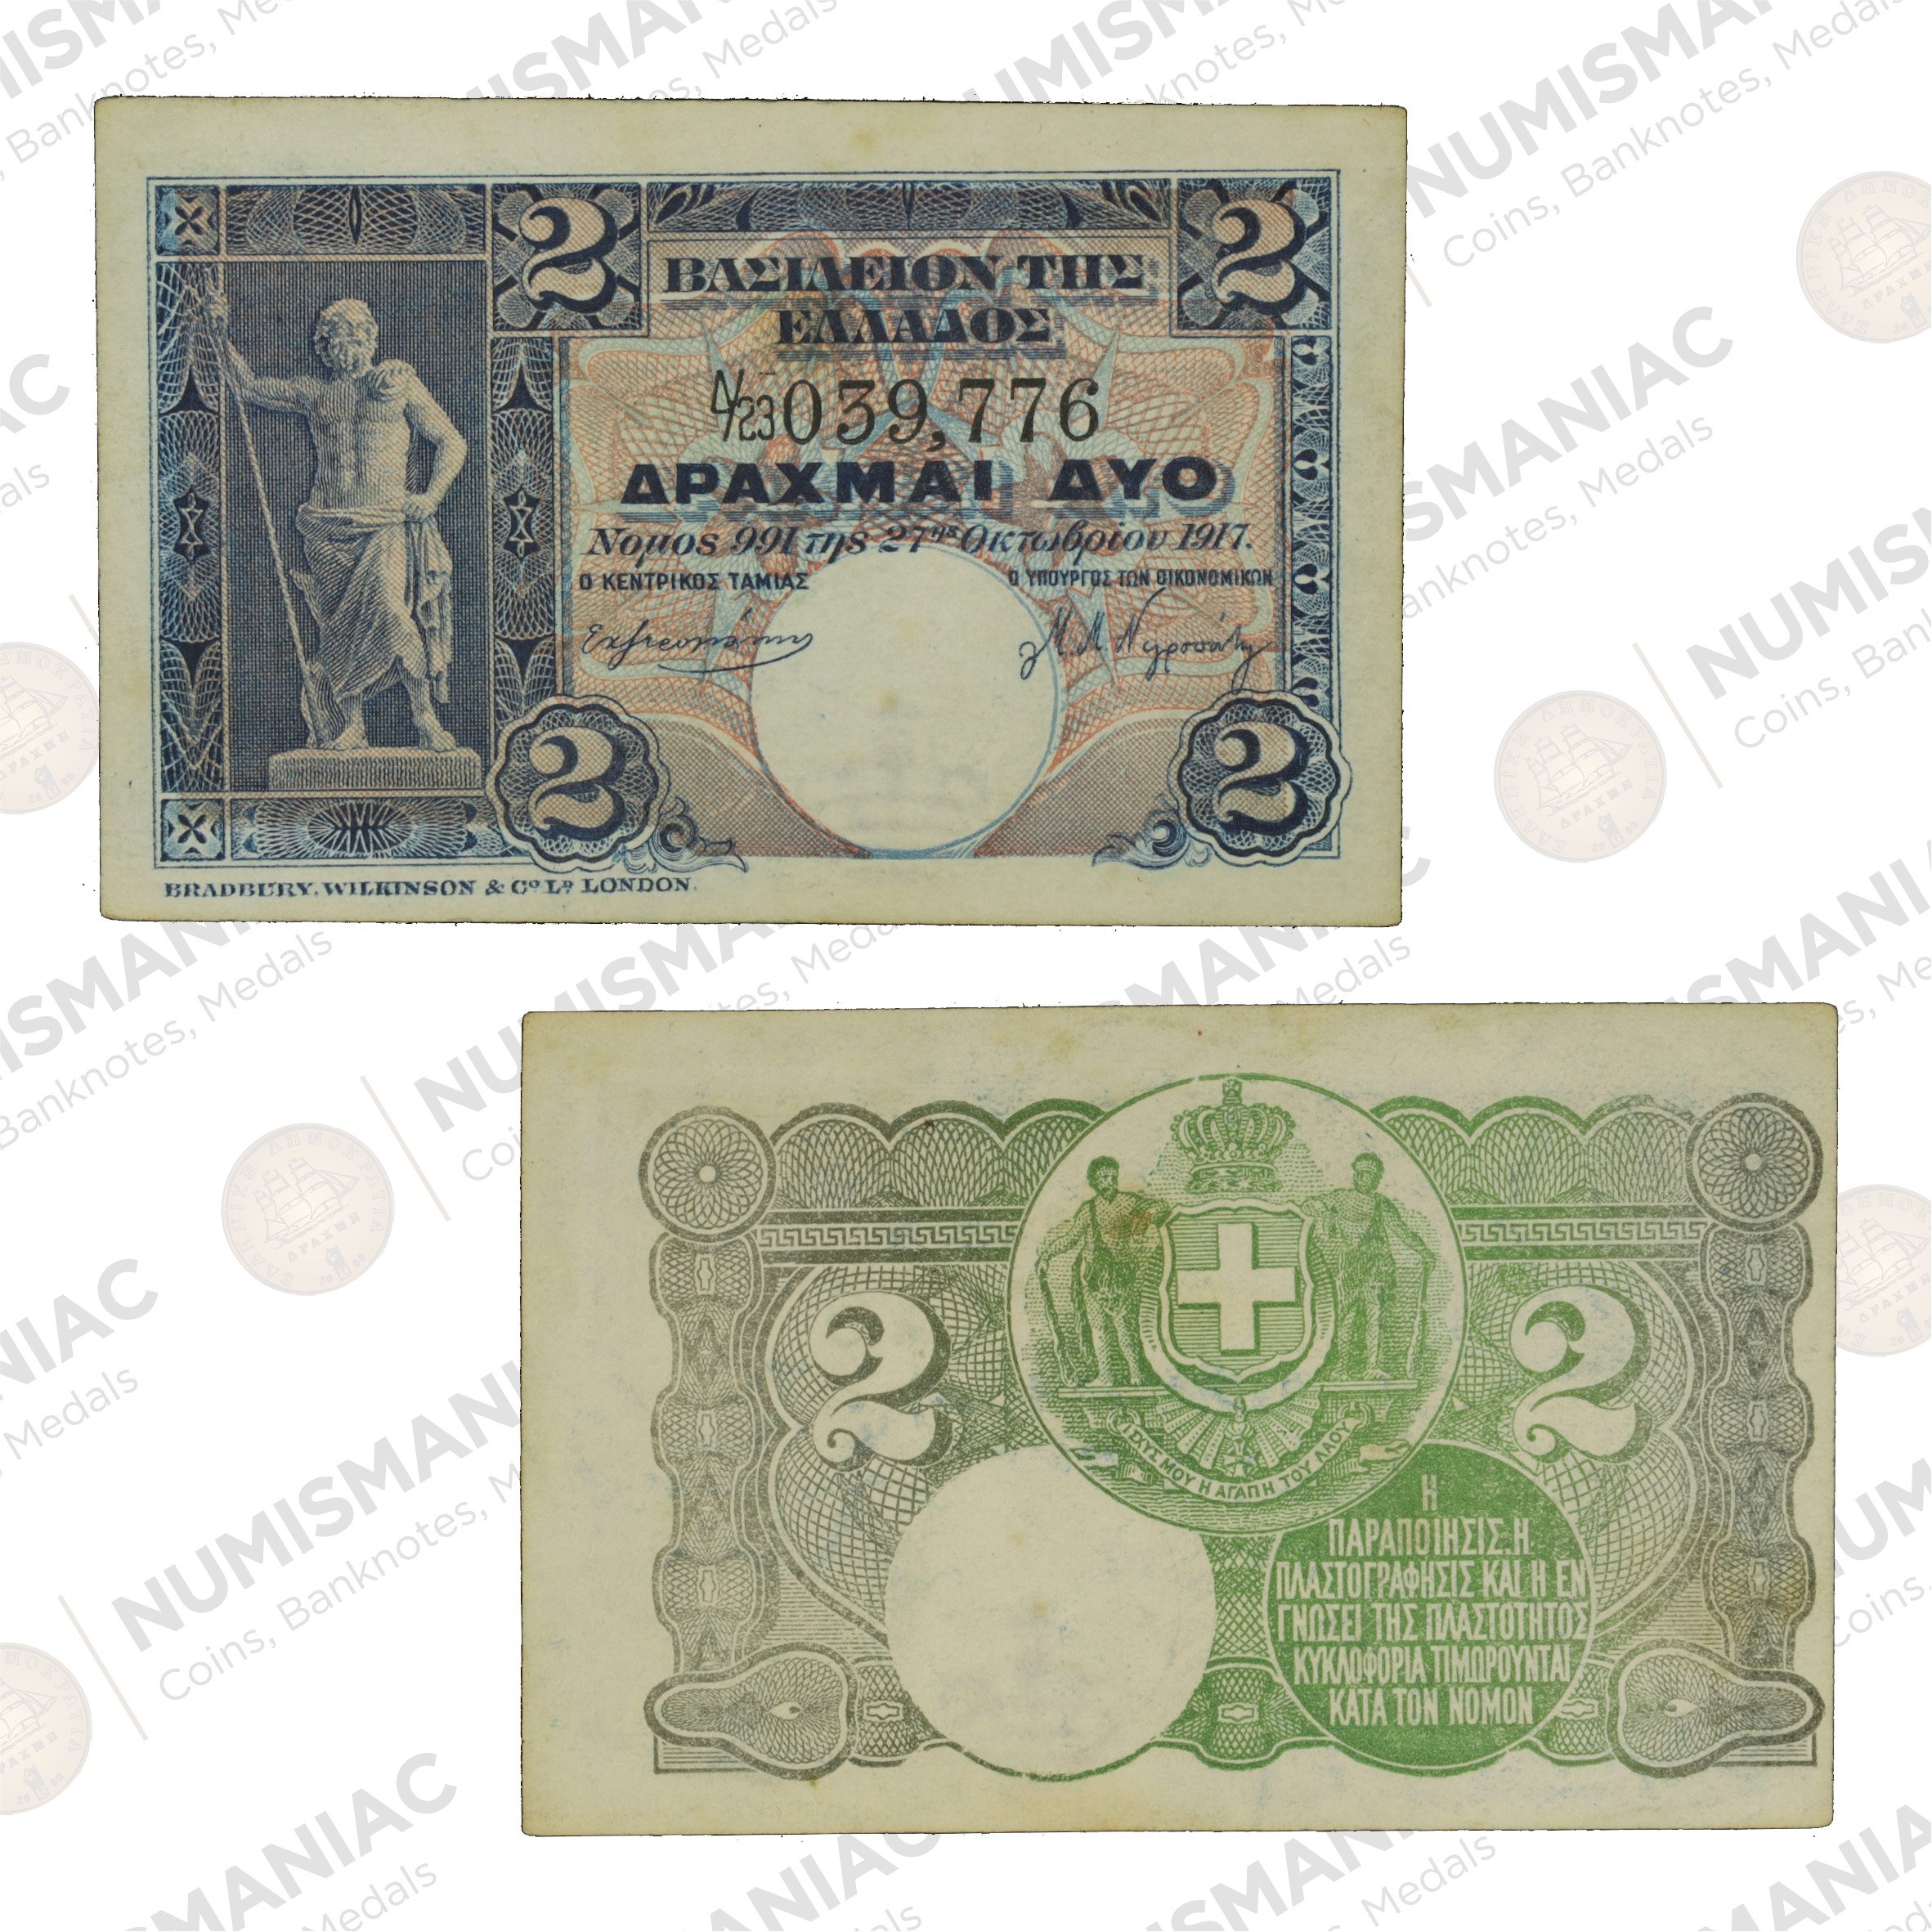 2
2
ΒΑΣΙΛΕΙΟΝ ΤΗΣ
ΕΛΛΑΔΟΣ
Δ/23 039,776
ΔΡΑΧΜΑΙ ΔΥΟ
Νομος 991 της 27ης Οκτωβρίου 1917.
Ο ΚΕΝΤΡΙΚΟΣ ΤΑΜΙΑΣ
Ο ΥΠΟΥΡΓΟΣ ΤΩΝ ΟΙΚΟΝΟΜΙΚΩΝ
2
2
BRADBURY, WILKINSON & Cº Lᴰ LONDON.
2
2
ΙΣΧΥΣ ΜΟΥ Η ΑΓΑΠΗ ΤΟΥ ΛΑΟΥ
Η
ΠΑΡΑΠΟΙΗΣΙΣ. Η
ΠΛΑΣΤΟΓΡΑΦΗΣΙΣ ΚΑΙ Η ΕΝ
ΓΝΩΣΕΙ ΤΗΣ ΠΛΑΣΤΟΤΗΤΟΣ
ΚΥΚΛΟΦΟΡΙΑ ΤΙΜΩΡΟΥΝΤΑΙ
ΚΑΤΑ ΤΟΝ ΝΟΜΟΝ
NUMISMANIAC
Coins, Banknotes, Medals